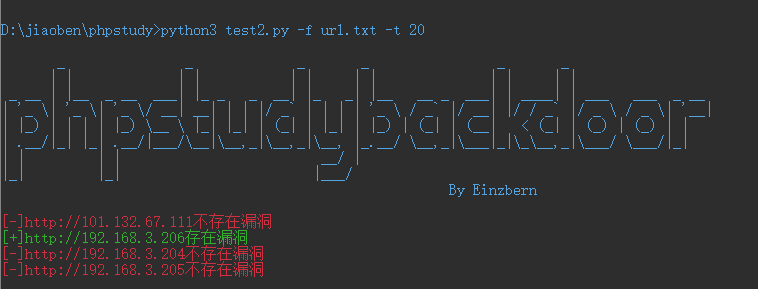 D:\jiaoben\phpstudy>python3 test2.py -f url.txt -t 20
phpstudybackdoor
By Einzbern
[-]http://101.132.67.111不存在漏洞
[+]http://192.168.3.206存在漏洞
[-]http://192.168.3.204不存在漏洞
[-]http://192.168.3.205不存在漏洞